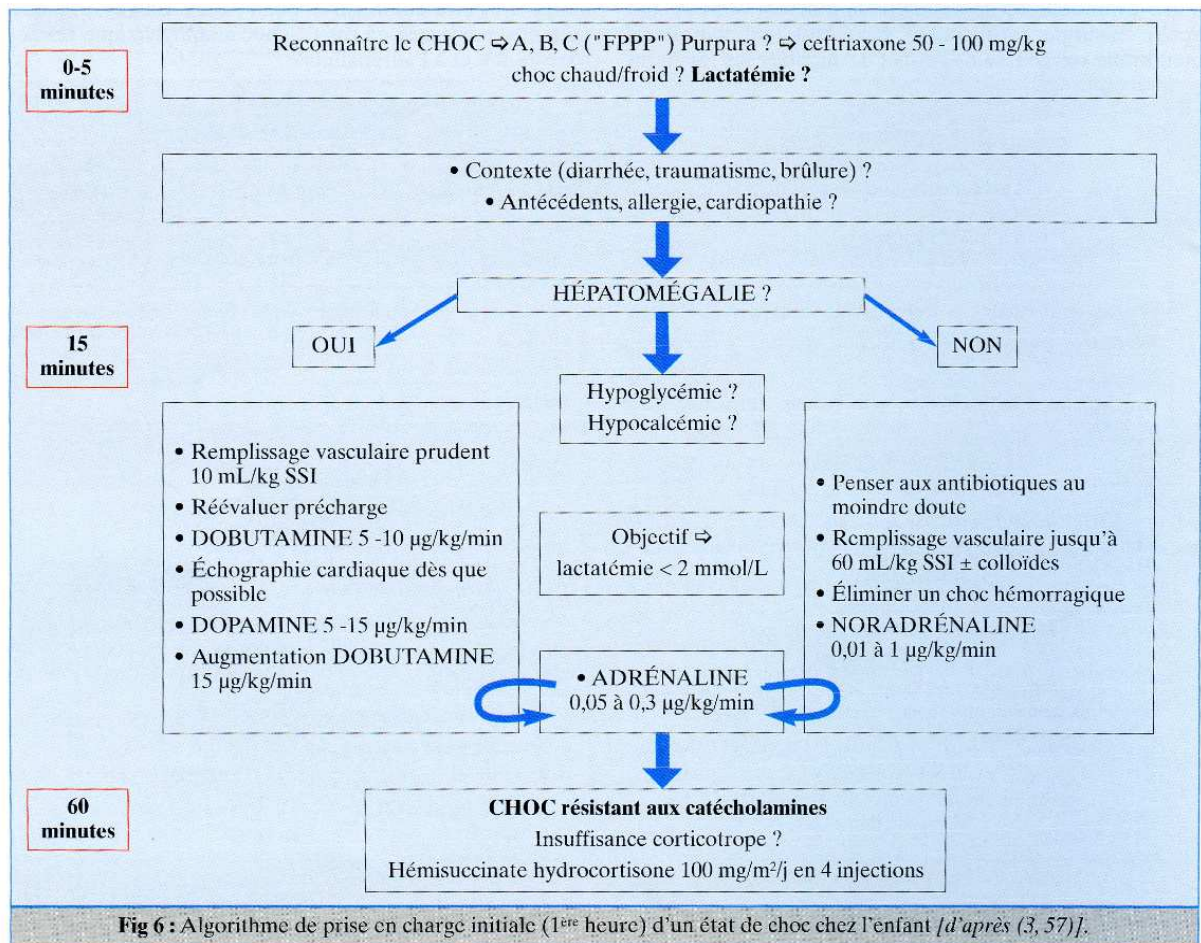 0-5
minutes
Reconnaître le CHOC ⇨ A, B, C ("FPPP") Purpura ? ⇨ ceftriaxone 50 - 100 mg/kg
choc chaud/froid ? Lactatémie ?
• Contexte (diarrhée, traumatisme, brûlure) ?
• Antécédents, allergie, cardiopathie ?
HÉPATOMÉGALIE ?
15
minutes
OUI
NON
Hypoglycémie ?
Hypocalcémie ?
• Remplissage vasculaire prudent
10 mL/kg SSI
• Réévaluer précharge
• DOBUTAMINE 5 -10 µg/kg/min
• Échographie cardiaque dès que
possible
• DOPAMINE 5 -15 µg/kg/min
• Augmentation DOBUTAMINE
15 µg/kg/min
Objectif ⇨
lactatémie < 2 mmol/L
• ADRÉNALINE
0,05 à 0,3 µg/kg/min
• Penser aux antibiotiques au
moindre doute
• Remplissage vasculaire jusqu'à
60 mL/kg SSI ± colloïdes
• Éliminer un choc hémorragique
• NORADRÉNALINE
0,01 à 1 µg/kg/min
60
minutes
CHOC résistant aux catécholamines
Insuffisance corticotrope ?
Hémisuccinate hydrocortisone 100 mg/m²/j en 4 injections
Fig 6 : Algorithme de prise en charge initiale (1ère heure) d'un état de choc chez l'enfant [d'après (3, 57)].